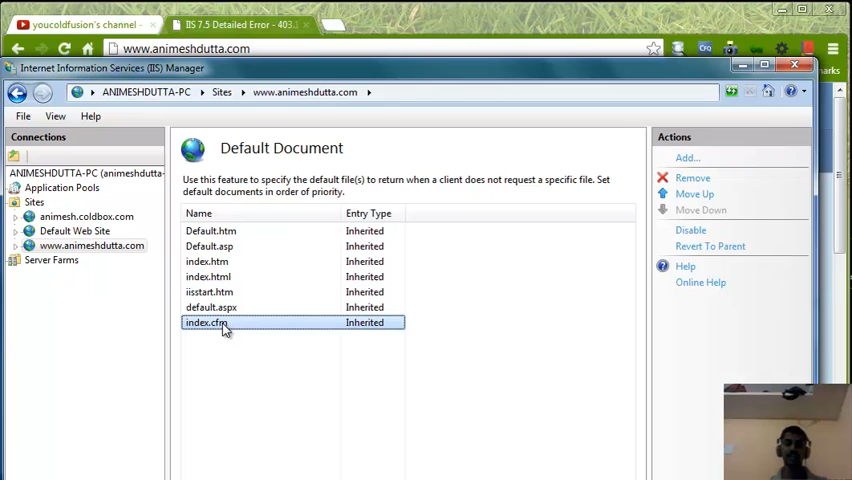 youcoldfusion's channel -
IIS 7.5 Detailed Error - 403.1
www.animeshdutta.com
Internet Information Services (IIS) Manager
ANIMESHDUTTA-PC
Sites
www.animeshdutta.com
File View Help
Connections
Default Document
Actions
Use this feature to specify the default file(s) to return when a client does not request a specific file. Set
default documents in order of priority.
ANIMESHDUTTA-PC (animeshdutta-
Application Pools
Sites
animesh.coldbox.com
Default Web Site
www.animeshdutta.com
Server Farms
Name Entry Type
Default.htm Inherited
Default.asp Inherited
index.htm Inherited
index.html Inherited
iisstart.htm Inherited
default.aspx Inherited
index.cfm Inherited
Add...
Remove
Move Up
Move Down
Disable
Revert To Parent
Help
Online Help
marks